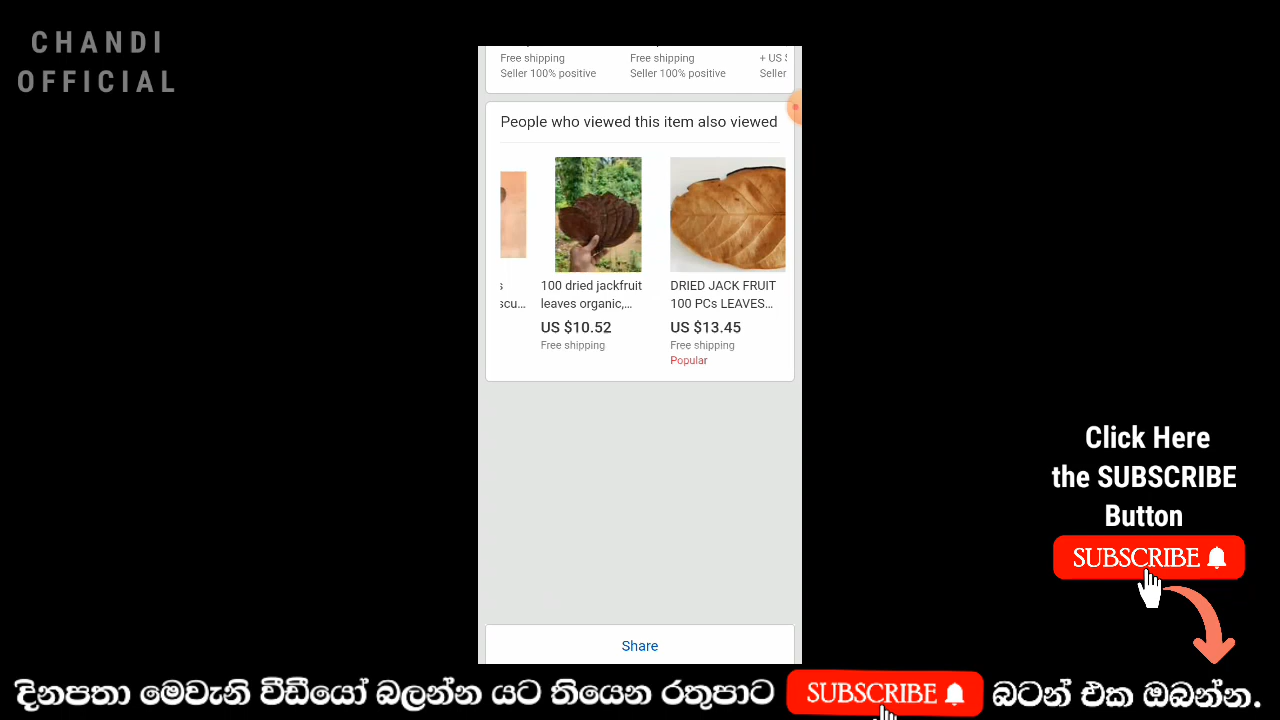 CHANDI
OFFICIAL
Free shipping
Seller 100% positive
Free shipping
Seller 100% positive
+ US
Seller
People who viewed this item also viewed
100 dried jackfruit
leaves organic,...
US $10.52
Free shipping
DRIED JACK FRUIT
100 PCs LEAVES...
US $13.45
Free shipping
Popular
Share
Click Here
the SUBSCRIBE
Button
SUBSCRIBE
දිනපතා මෙවැනි වීඩීයෝ බලන්න යට තියෙන රතුපාට SUBSCRIBE බටන් එක ඔබන්න.